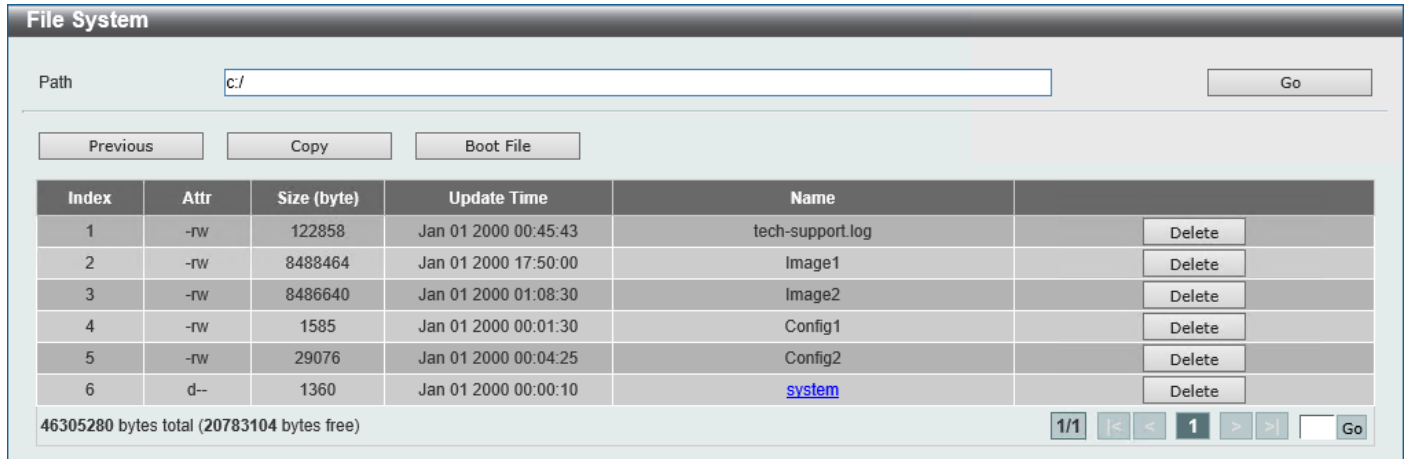 File System
Path c:/ Go
Previous Copy Boot File
Index Attr Size (byte) Update Time Name
1 -rw 122858 Jan 01 2000 00:45:43 tech-support.log Delete
2 -rw 8488464 Jan 01 2000 17:50:00 Image1 Delete
3 -rw 8486640 Jan 01 2000 01:08:30 Image2 Delete
4 -rw 1585 Jan 01 2000 00:01:30 Config1 Delete
5 -rw 29076 Jan 01 2000 00:04:25 Config2 Delete
6 d-- 1360 Jan 01 2000 00:00:10 system Delete
46305280 bytes total (20783104 bytes free) 1/1 |< < 1 > >| Go